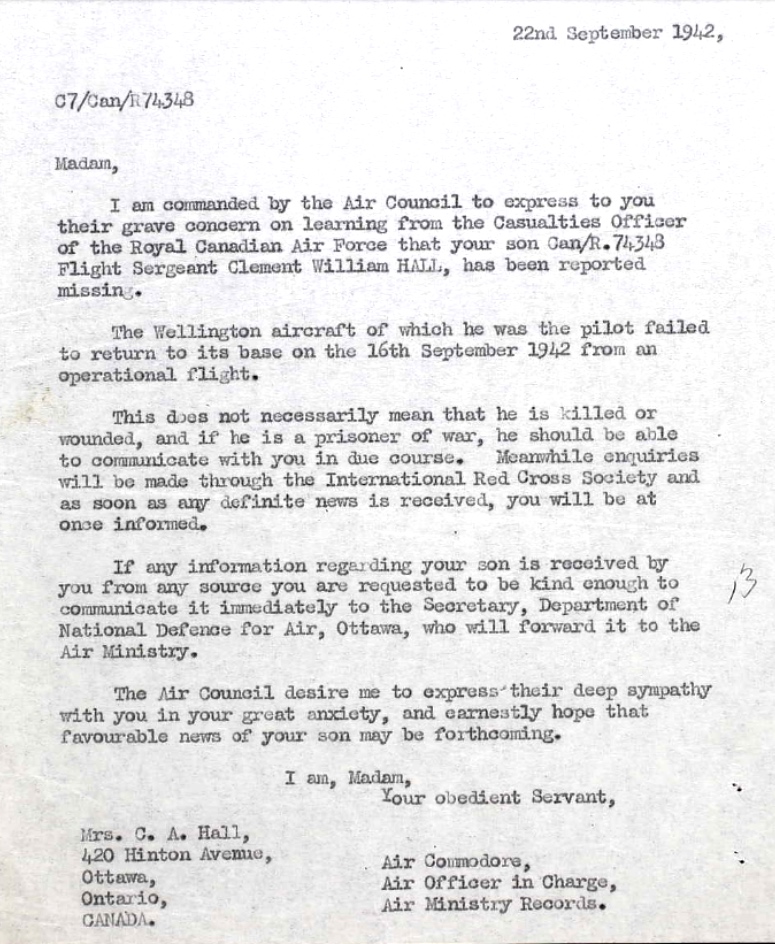 22nd September 1942,
C7/Can/R74348
Madam,
I am commanded by the Air Council to express to you
their grave concern on learning from the Casualties Officer
of the Royal Canadian Air Force that your son Can/R.74348
Flight Sergeant Clement William HALL, has been reported
missing.
The Wellington aircraft of which he was the pilot failed
to return to its base on the 16th September 1942 from an
operational flight.
This does not necessarily mean that he is killed or
wounded, and if he is a prisoner of war, he should be able
to communicate with you in due course. Meanwhile enquiries
will be made through the International Red Cross Society and
as soon as any definite news is received, you will be at
once informed.
If any information regarding your son is received by
you from any source you are requested to be kind enough to
communicate it immediately to the Secretary, Department of
National Defence for Air, Ottawa, who will forward it to the
Air Ministry.
13
The Air Council desire me to express their deep sympathy
with you in your great anxiety, and earnestly hope that
favourable news of your son may be forthcoming.
I am, Madam,
Your obedient Servant,
Mrs. C. A. Hall,
420 Hinton Avenue,
Ottawa,
Ontario,
CANADA.
Air Commodore,
Air Officer in Charge,
Air Ministry Records.